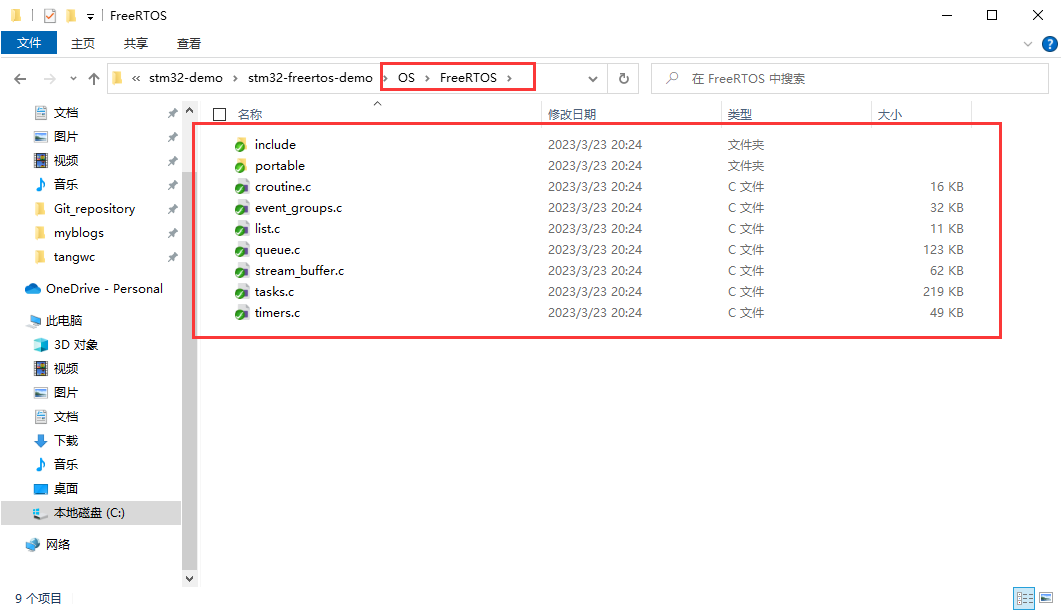 FreeRTOS
文件 主页 共享 查看
« stm32-demo › stm32-freertos-demo › OS › FreeRTOS › 在 FreeRTOS 中搜索
文档
图片
视频
音乐
Git_repository
myblogs
tangwc
OneDrive - Personal
此电脑
3D 对象
视频
图片
文档
下载
音乐
桌面
本地磁盘 (C:)
网络
名称 修改日期 类型 大小
include 2023/3/23 20:24 文件夹
portable 2023/3/23 20:24 文件夹
croutine.c 2023/3/23 20:24 C 文件 16 KB
event_groups.c 2023/3/23 20:24 C 文件 32 KB
list.c 2023/3/23 20:24 C 文件 11 KB
queue.c 2023/3/23 20:24 C 文件 123 KB
stream_buffer.c 2023/3/23 20:24 C 文件 62 KB
tasks.c 2023/3/23 20:24 C 文件 219 KB
timers.c 2023/3/23 20:24 C 文件 49 KB
9 个项目